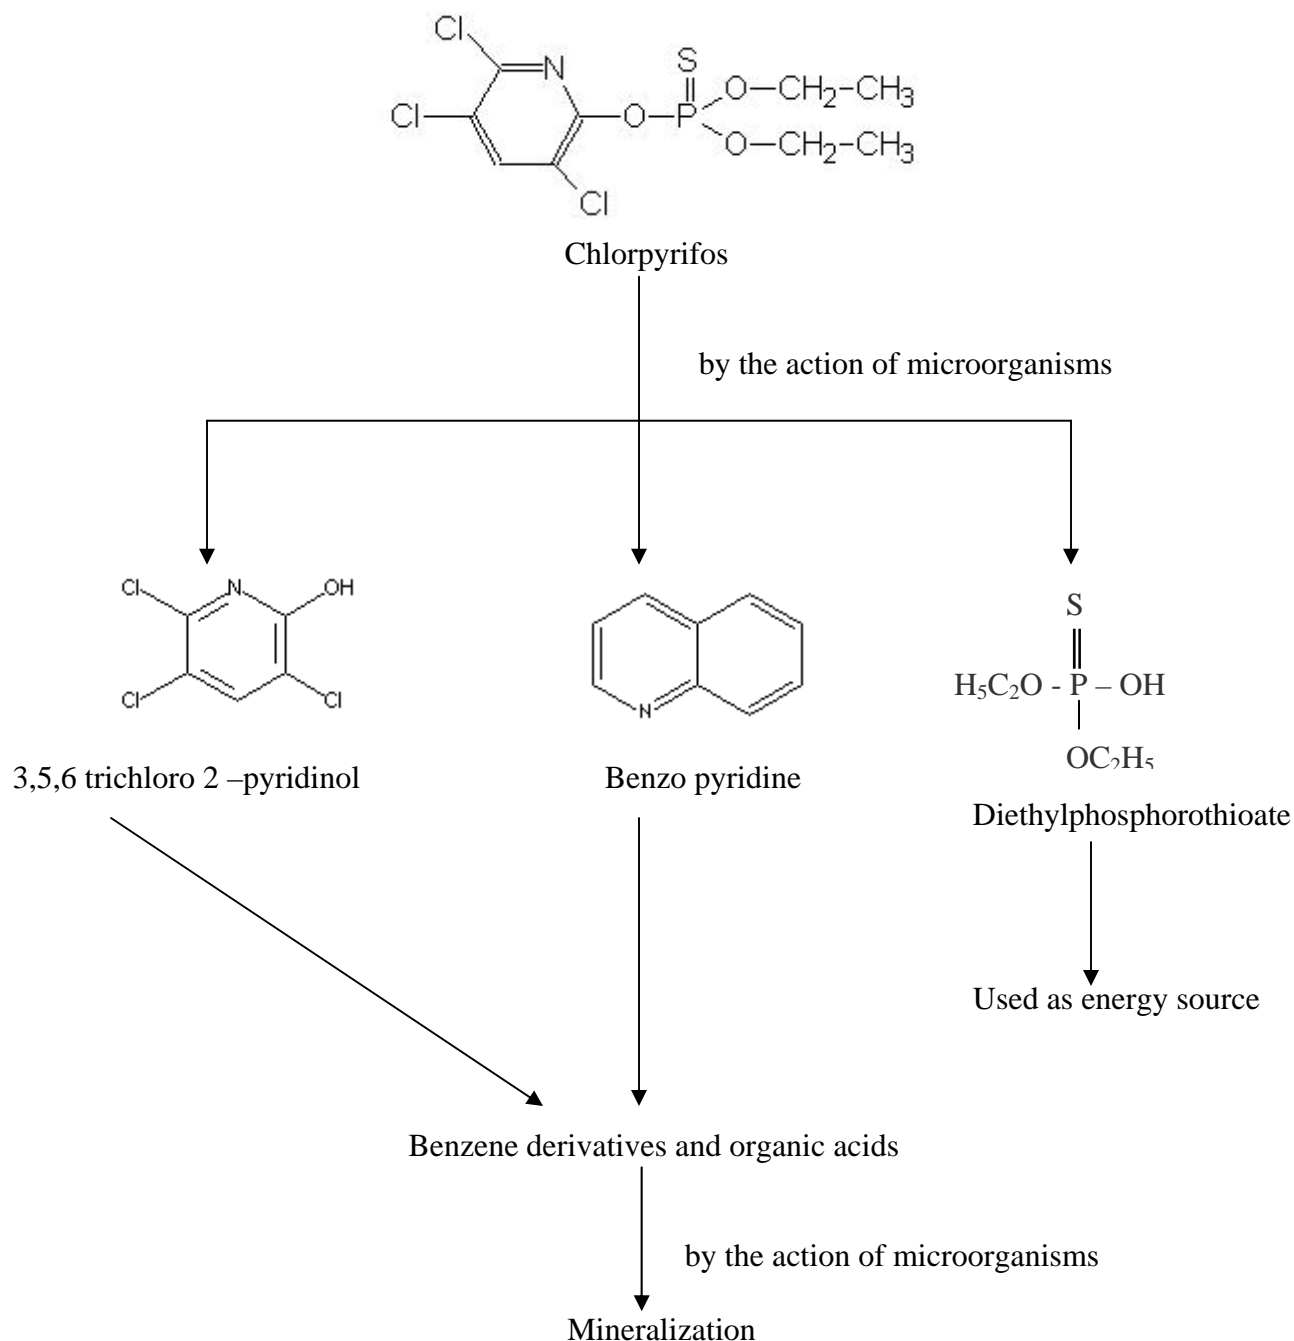 Cl
N
S
O—CH₂–CH₃
Cl
O
P
O—CH₂–CH₃
Cl
Chlorpyrifos
by the action of microorganisms
Cl
N
OH
Cl
Cl
N
S
H₅C₂O - P – OH
OC₂H₅
3,5,6 trichloro 2 –pyridinol
Benzo pyridine
Diethylphosphorothioate
Used as energy source
Benzene derivatives and organic acids
by the action of microorganisms
Mineralization